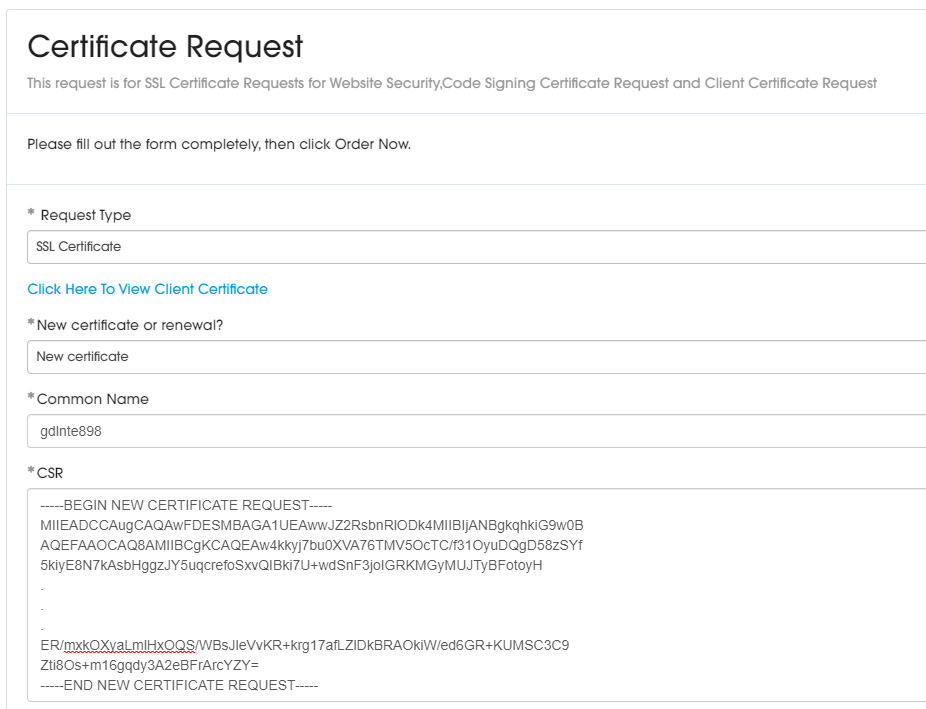 Certificate Request
This request is for SSL Certificate Requests for Website Security,Code Signing Certificate Request and Client Certificate Request
Please fill out the form completely, then click Order Now.
* Request Type
SSL Certificate
Click Here To View Client Certificate
*New certificate or renewal?
New certificate
*Common Name
gdInte898
*CSR
-----BEGIN NEW CERTIFICATE REQUEST-----
MIIEADCCAugCAQAwFDESMBAGA1UEAwwJZ2RsbnRlODk4MIIBIjANBgkqhkiG9w0B
AQEFAAOCAQ8AMIIBCgKCAQEAw4kkyj7bu0XVA76TMV5OcTC/f31OyuDQgD58zSYf
5kiyE8N7kAsbHggzJY5uqcrefoSxvQIBki7U+wdSnF3joIGRKMGyMUJTyBFotoyH
.
.
.
ER/mxkOXyaLmIHxOQS/WBsJIeVvKR+krg17afLZIDkBRAOkiW/ed6GR+KUMSC3C9
Zti8Os+m16gqdy3A2eBFrArcYZY=
-----END NEW CERTIFICATE REQUEST-----